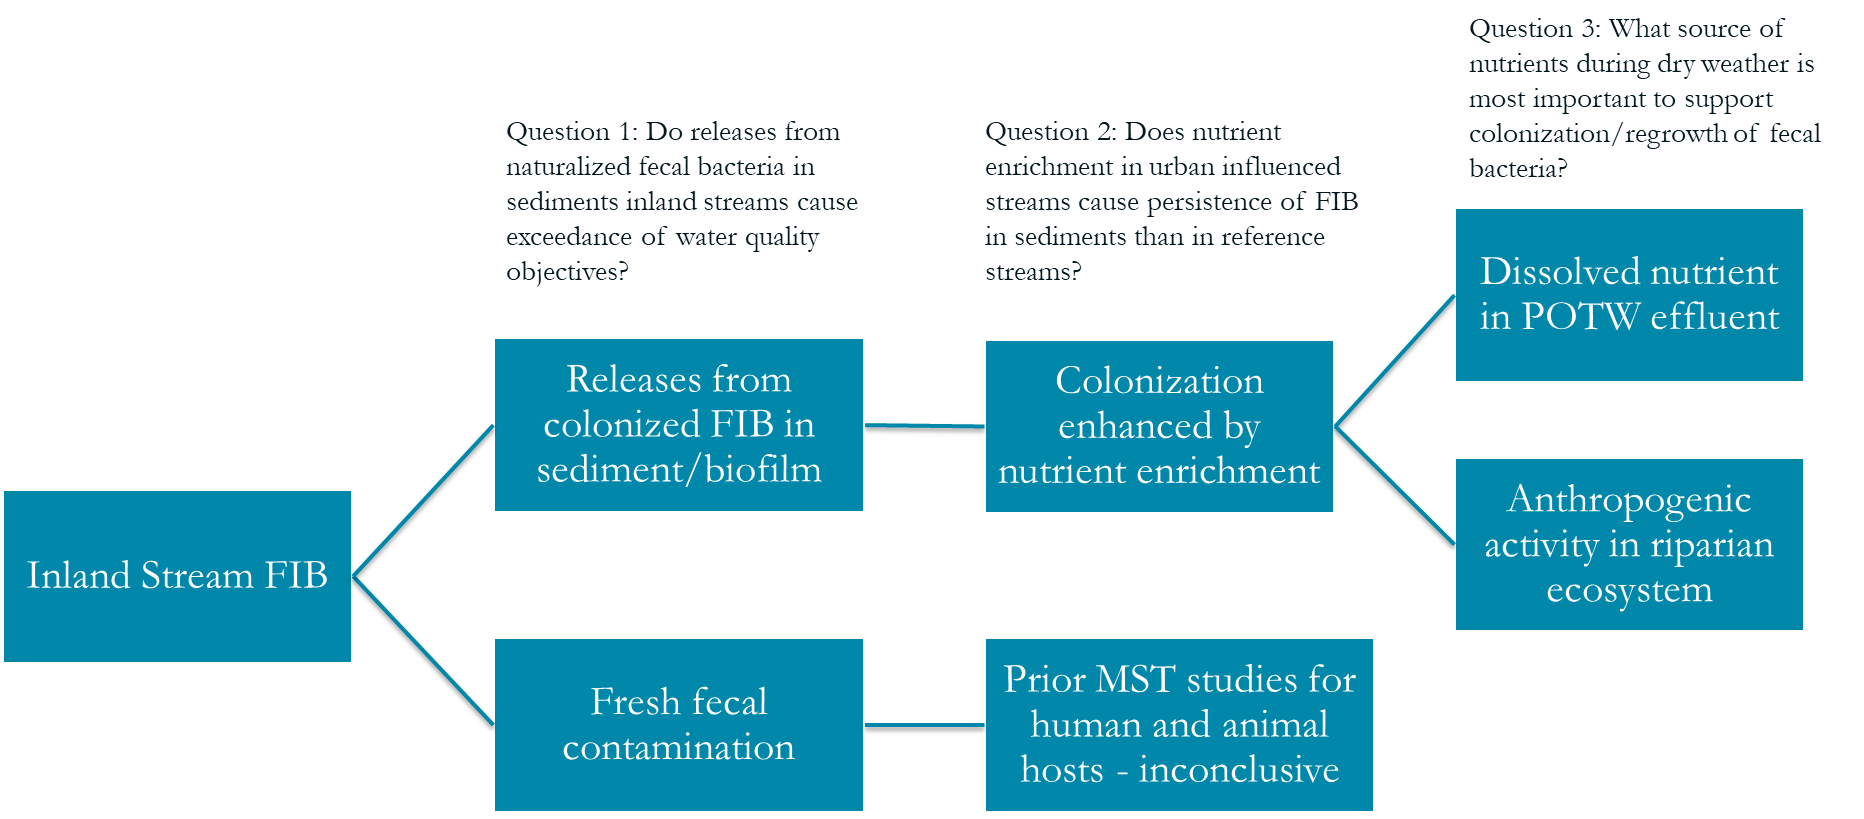 Question 3: What source of
nutrients during dry weather is
most important to support
colonization/regrowth of fecal
bacteria?
Question 1: Do releases from
naturalized fecal bacteria in
sediments inland streams cause
exceedance of water quality
objectives?
Question 2: Does nutrient
enrichment in urban influenced
streams cause persistence of FIB
in sediments than in reference
streams?
Dissolved nutrient
in POTW effluent
Releases from
colonized FIB in
sediment/biofilm
Colonization
enhanced by
nutrient enrichment
Anthropogenic
activity in riparian
ecosystem
Inland Stream FIB
Fresh fecal
contamination
Prior MST studies for
human and animal
hosts - inconclusive